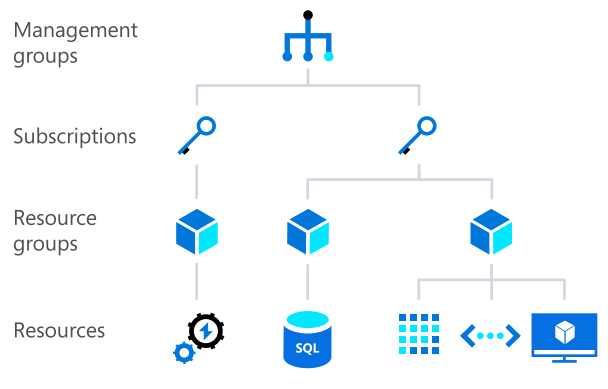 Management
groups
Subscriptions
Resource
groups
Resources
SQL